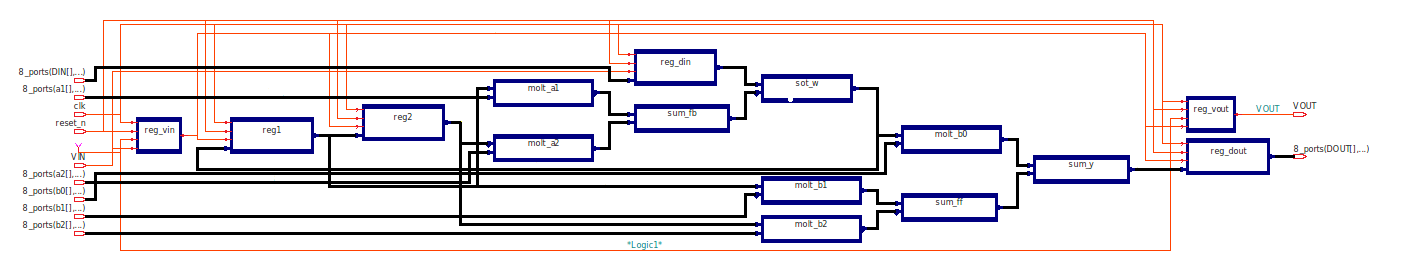 8_ports(DIN[],...)
8_ports(a1[],...)
clk
reset_n
VIN
8_ports(a2[],...)
8_ports(b0[],...)
8_ports(b1[],...)
8_ports(b2[],...)
reg_vin
reg1
reg2
molt_a1
molt_a2
reg_din
sum_fb
sot_w
molt_b1
molt_b2
molt_b0
sum_ff
sum_y
reg_vout
reg_dout
VOUT
VOUT
8_ports(DOUT[],...)
*Logic1*